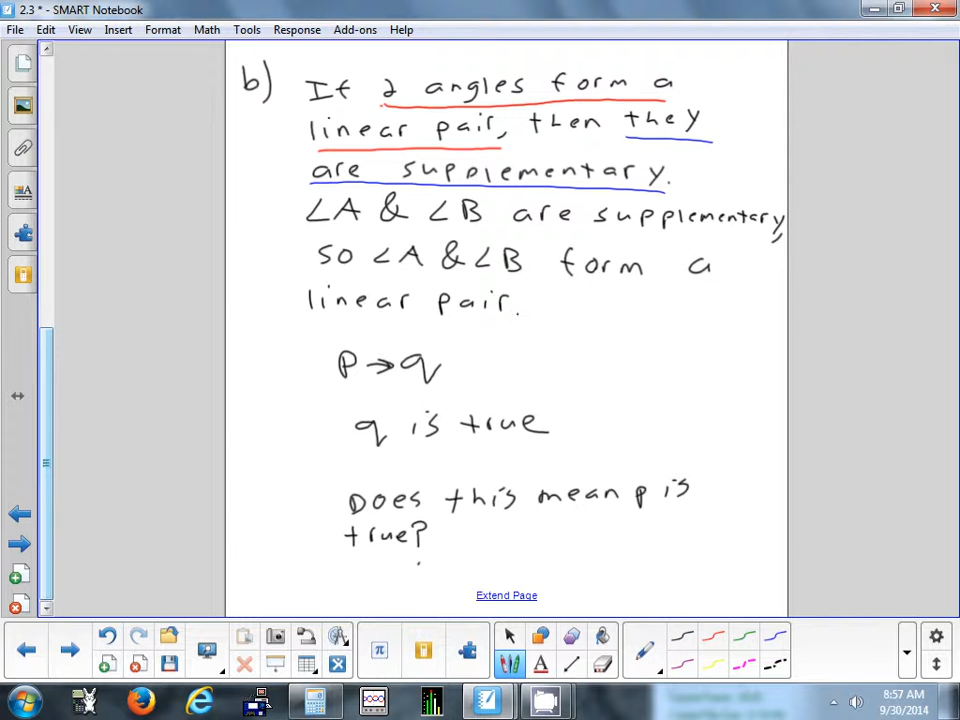 2.3 * - SMART Notebook
File Edit View Insert Format Math Tools Response Add-ons Help
b) If 2 angles form a
linear pair, then they
are supplementary.
∠A & ∠B are supplementary,
so ∠A & ∠B form a
linear pair.
p→q
q is true
Does this mean p is
true?
Extend Page
8:57 AM
9/30/2014